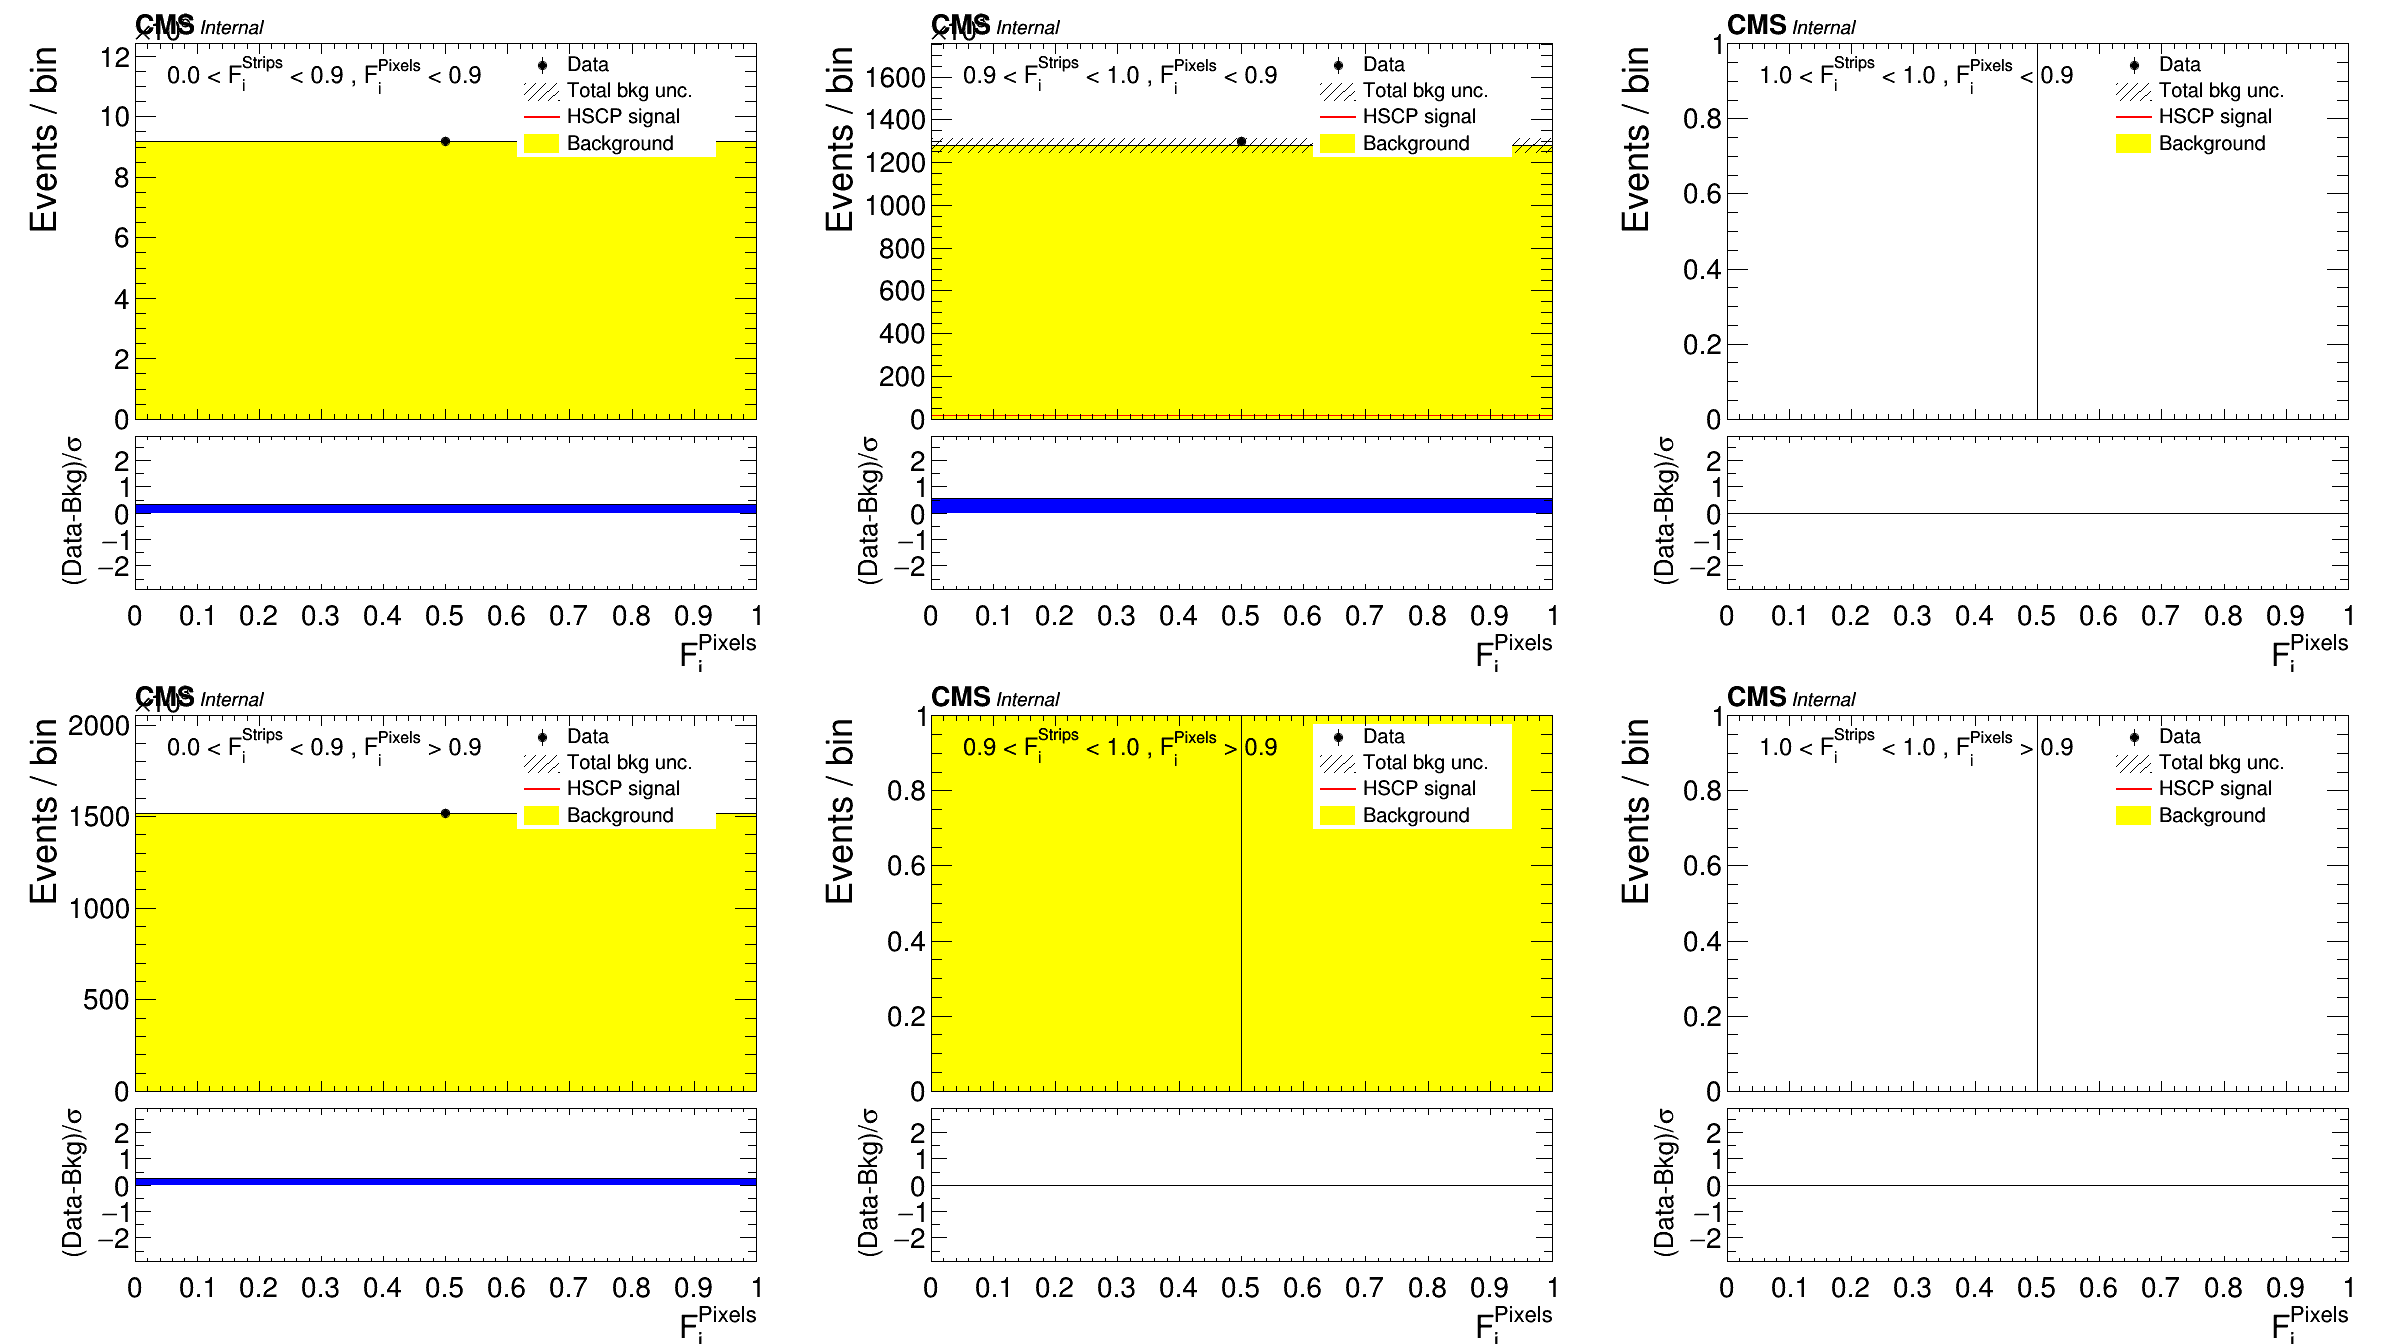 CMS Internal
Events / bin
12
10
8
6
4
2
0
0.0 < F_i^Strips < 0.9 , F_i^Pixels < 0.9
Data
Total bkg unc.
HSCP signal
Background
(Data-Bkg)/σ
2
1
0
−1
−2
0 0.1 0.2 0.3 0.4 0.5 0.6 0.7 0.8 0.9 1
F_i^Pixels
CMS Internal
Events / bin
1600
1400
1200
1000
800
600
400
200
0
0.9 < F_i^Strips < 1.0 , F_i^Pixels < 0.9
Data
Total bkg unc.
HSCP signal
Background
(Data-Bkg)/σ
2
1
0
−1
−2
0 0.1 0.2 0.3 0.4 0.5 0.6 0.7 0.8 0.9 1
F_i^Pixels
CMS Internal
Events / bin
1
0.8
0.6
0.4
0.2
0
1.0 < F_i^Strips < 1.0 , F_i^Pixels < 0.9
Data
Total bkg unc.
HSCP signal
Background
(Data-Bkg)/σ
2
1
0
−1
−2
0 0.1 0.2 0.3 0.4 0.5 0.6 0.7 0.8 0.9 1
F_i^Pixels
CMS Internal
Events / bin
2000
1500
1000
500
0
0.0 < F_i^Strips < 0.9 , F_i^Pixels > 0.9
Data
Total bkg unc.
HSCP signal
Background
(Data-Bkg)/σ
2
1
0
−1
−2
0 0.1 0.2 0.3 0.4 0.5 0.6 0.7 0.8 0.9 1
F_i^Pixels
CMS Internal
Events / bin
1
0.8
0.6
0.4
0.2
0
0.9 < F_i^Strips < 1.0 , F_i^Pixels > 0.9
Data
Total bkg unc.
HSCP signal
Background
(Data-Bkg)/σ
2
1
0
−1
−2
0 0.1 0.2 0.3 0.4 0.5 0.6 0.7 0.8 0.9 1
F_i^Pixels
CMS Internal
Events / bin
1
0.8
0.6
0.4
0.2
0
1.0 < F_i^Strips < 1.0 , F_i^Pixels > 0.9
Data
Total bkg unc.
HSCP signal
Background
(Data-Bkg)/σ
2
1
0
−1
−2
0 0.1 0.2 0.3 0.4 0.5 0.6 0.7 0.8 0.9 1
F_i^Pixels